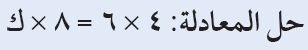 حل المعادلة: ٤ × ٦ = ٨ × ك